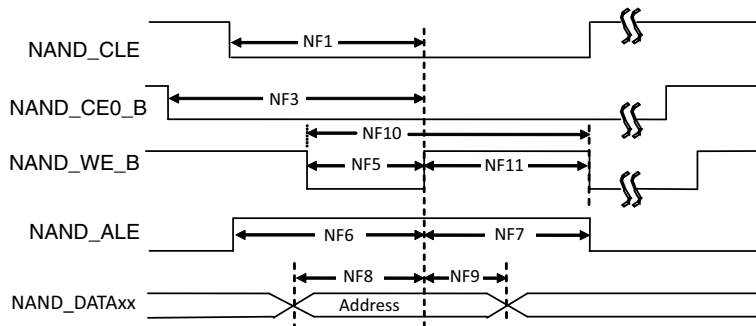 NAND_CLE
NF1
NAND_CE0_B
NF3
NF10
NAND_WE_B
NF5
NF11
NAND_ALE
NF6
NF7
NF8
NF9
NAND_DATAxx
Address